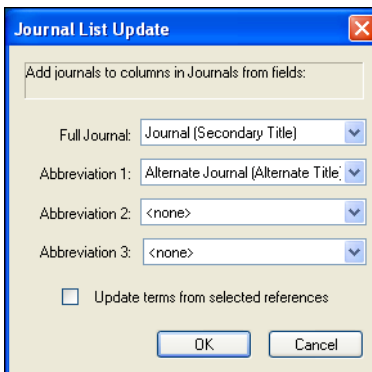 Journal List Update
Add journals to columns in Journals from fields:
Full Journal: Journal (Secondary Title)
Abbreviation 1: Alternate Journal (Alternate Title)
Abbreviation 2: <none>
Abbreviation 3: <none>
Update terms from selected references
OK Cancel